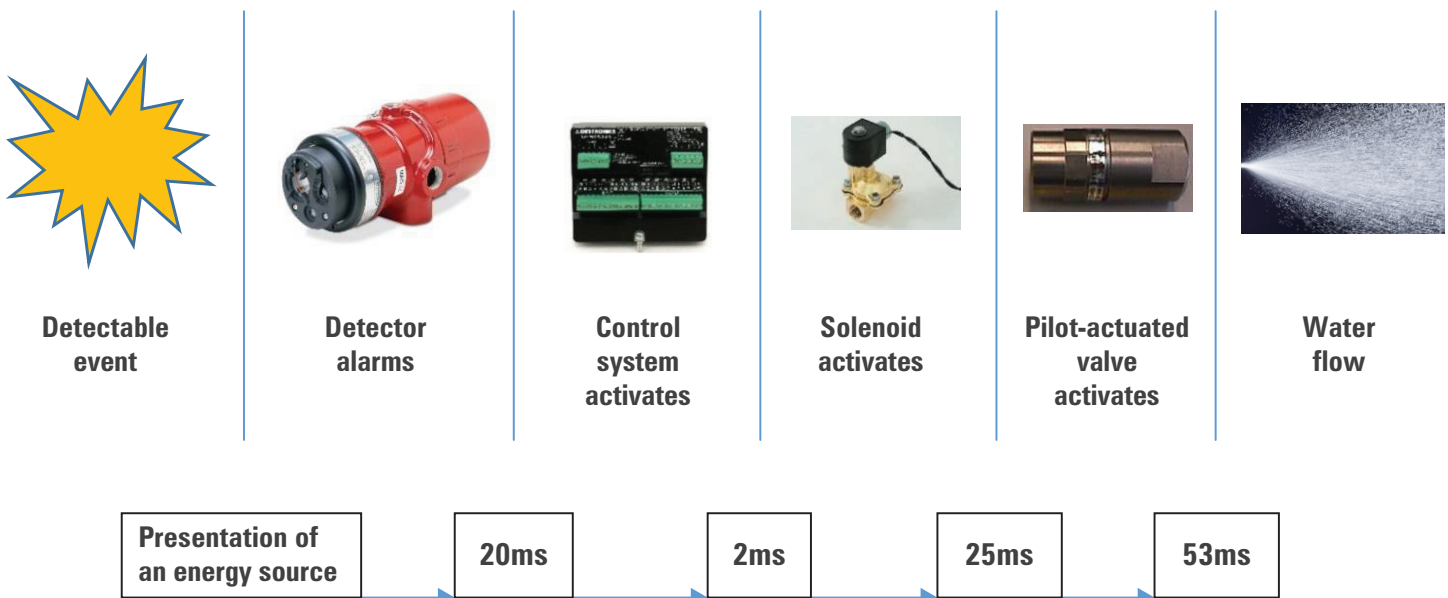 Detectable
event
Detector
alarms
Control
system
activates
Solenoid
activates
Pilot-actuated
valve
activates
Water
flow
Presentation of
an energy source
20ms
2ms
25ms
53ms